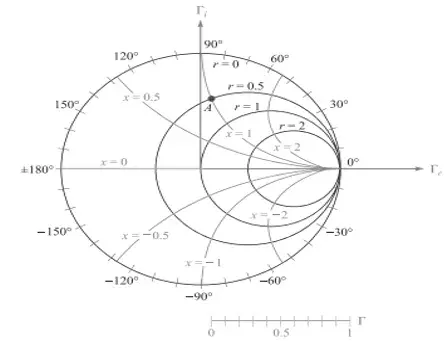 Γi
90°
120°
60°
r = 0
x = 0.5
r = 0.5
150°
A
r = 1
30°
x = 1
r = 2
x = 2
±180°
x = 0
0°
Γr
−150°
x = −0.5
x = −2
−30°
x = −1
−120°
−60°
−90°
Γ
0
0.5
1